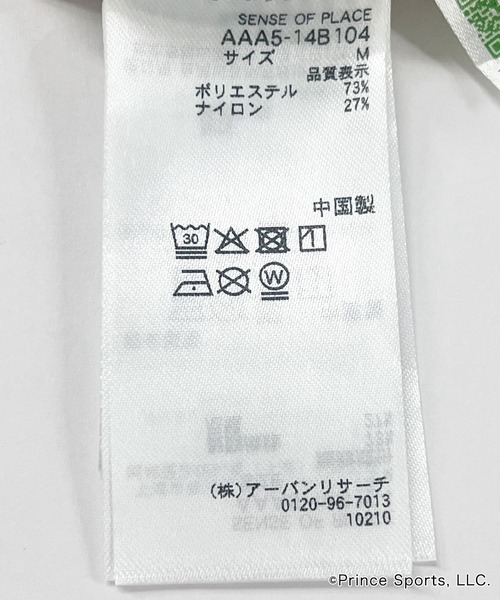 SENSE OF PLACE
AAA5-14B104
サイズ M
品質表示
ポリエステル 73%
ナイロン 27%
中国製
30
W
(株)アーバンリサーチ
0120-96-7013
10210
©Prince Sports, LLC.